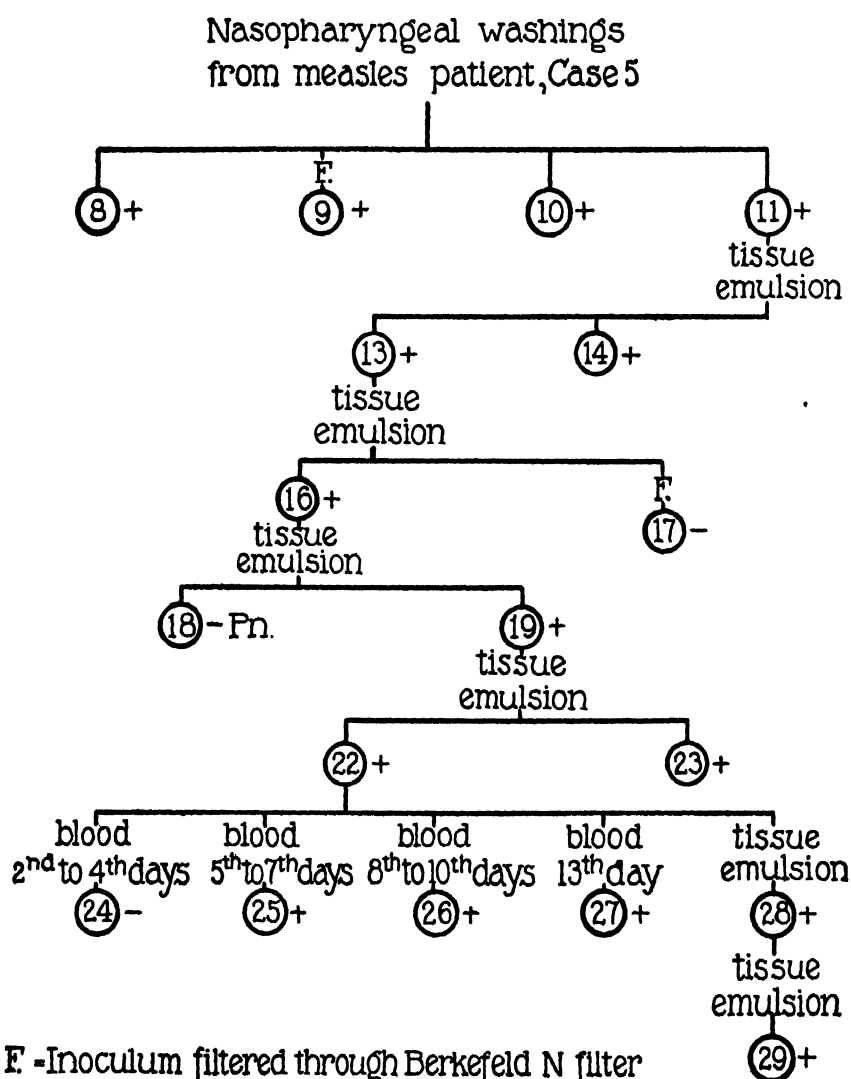 Nasopharyngeal washings
from measles patient, Case 5
F.
8 + 9 + 10 + 11 +
tissue
emulsion
13 + 14 +
tissue
emulsion
16 + F.
17 -
tissue
emulsion
18 - Pn. 19 +
tissue
emulsion
22 + 23 +
blood blood blood blood tissue
2nd to 4th days 5th to 7th days 8th to 10th days 13th day emulsion
24 - 25 + 26 + 27 + 28 +
tissue
emulsion
29 +
F. = Inoculum filtered through Berkefeld N filter